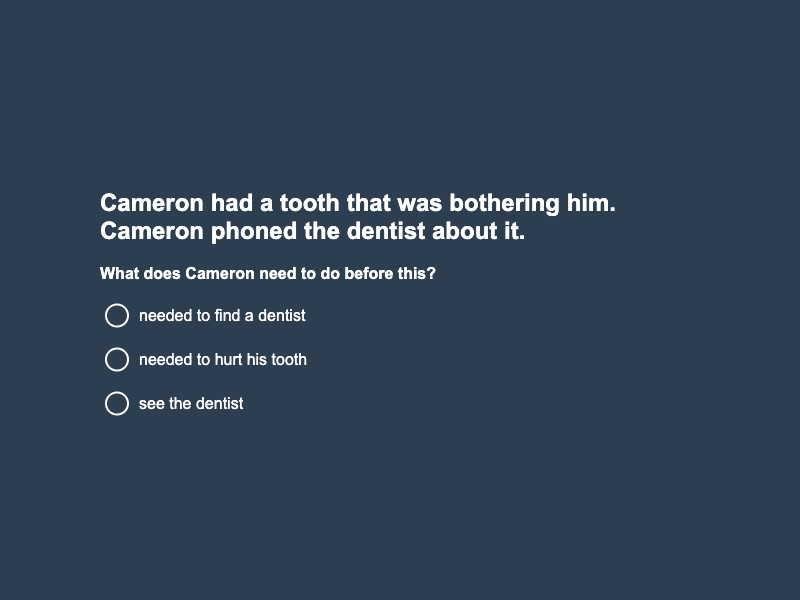 Cameron had a tooth that was bothering him.
Cameron phoned the dentist about it.
What does Cameron need to do before this?
needed to find a dentist
needed to hurt his tooth
see the dentist